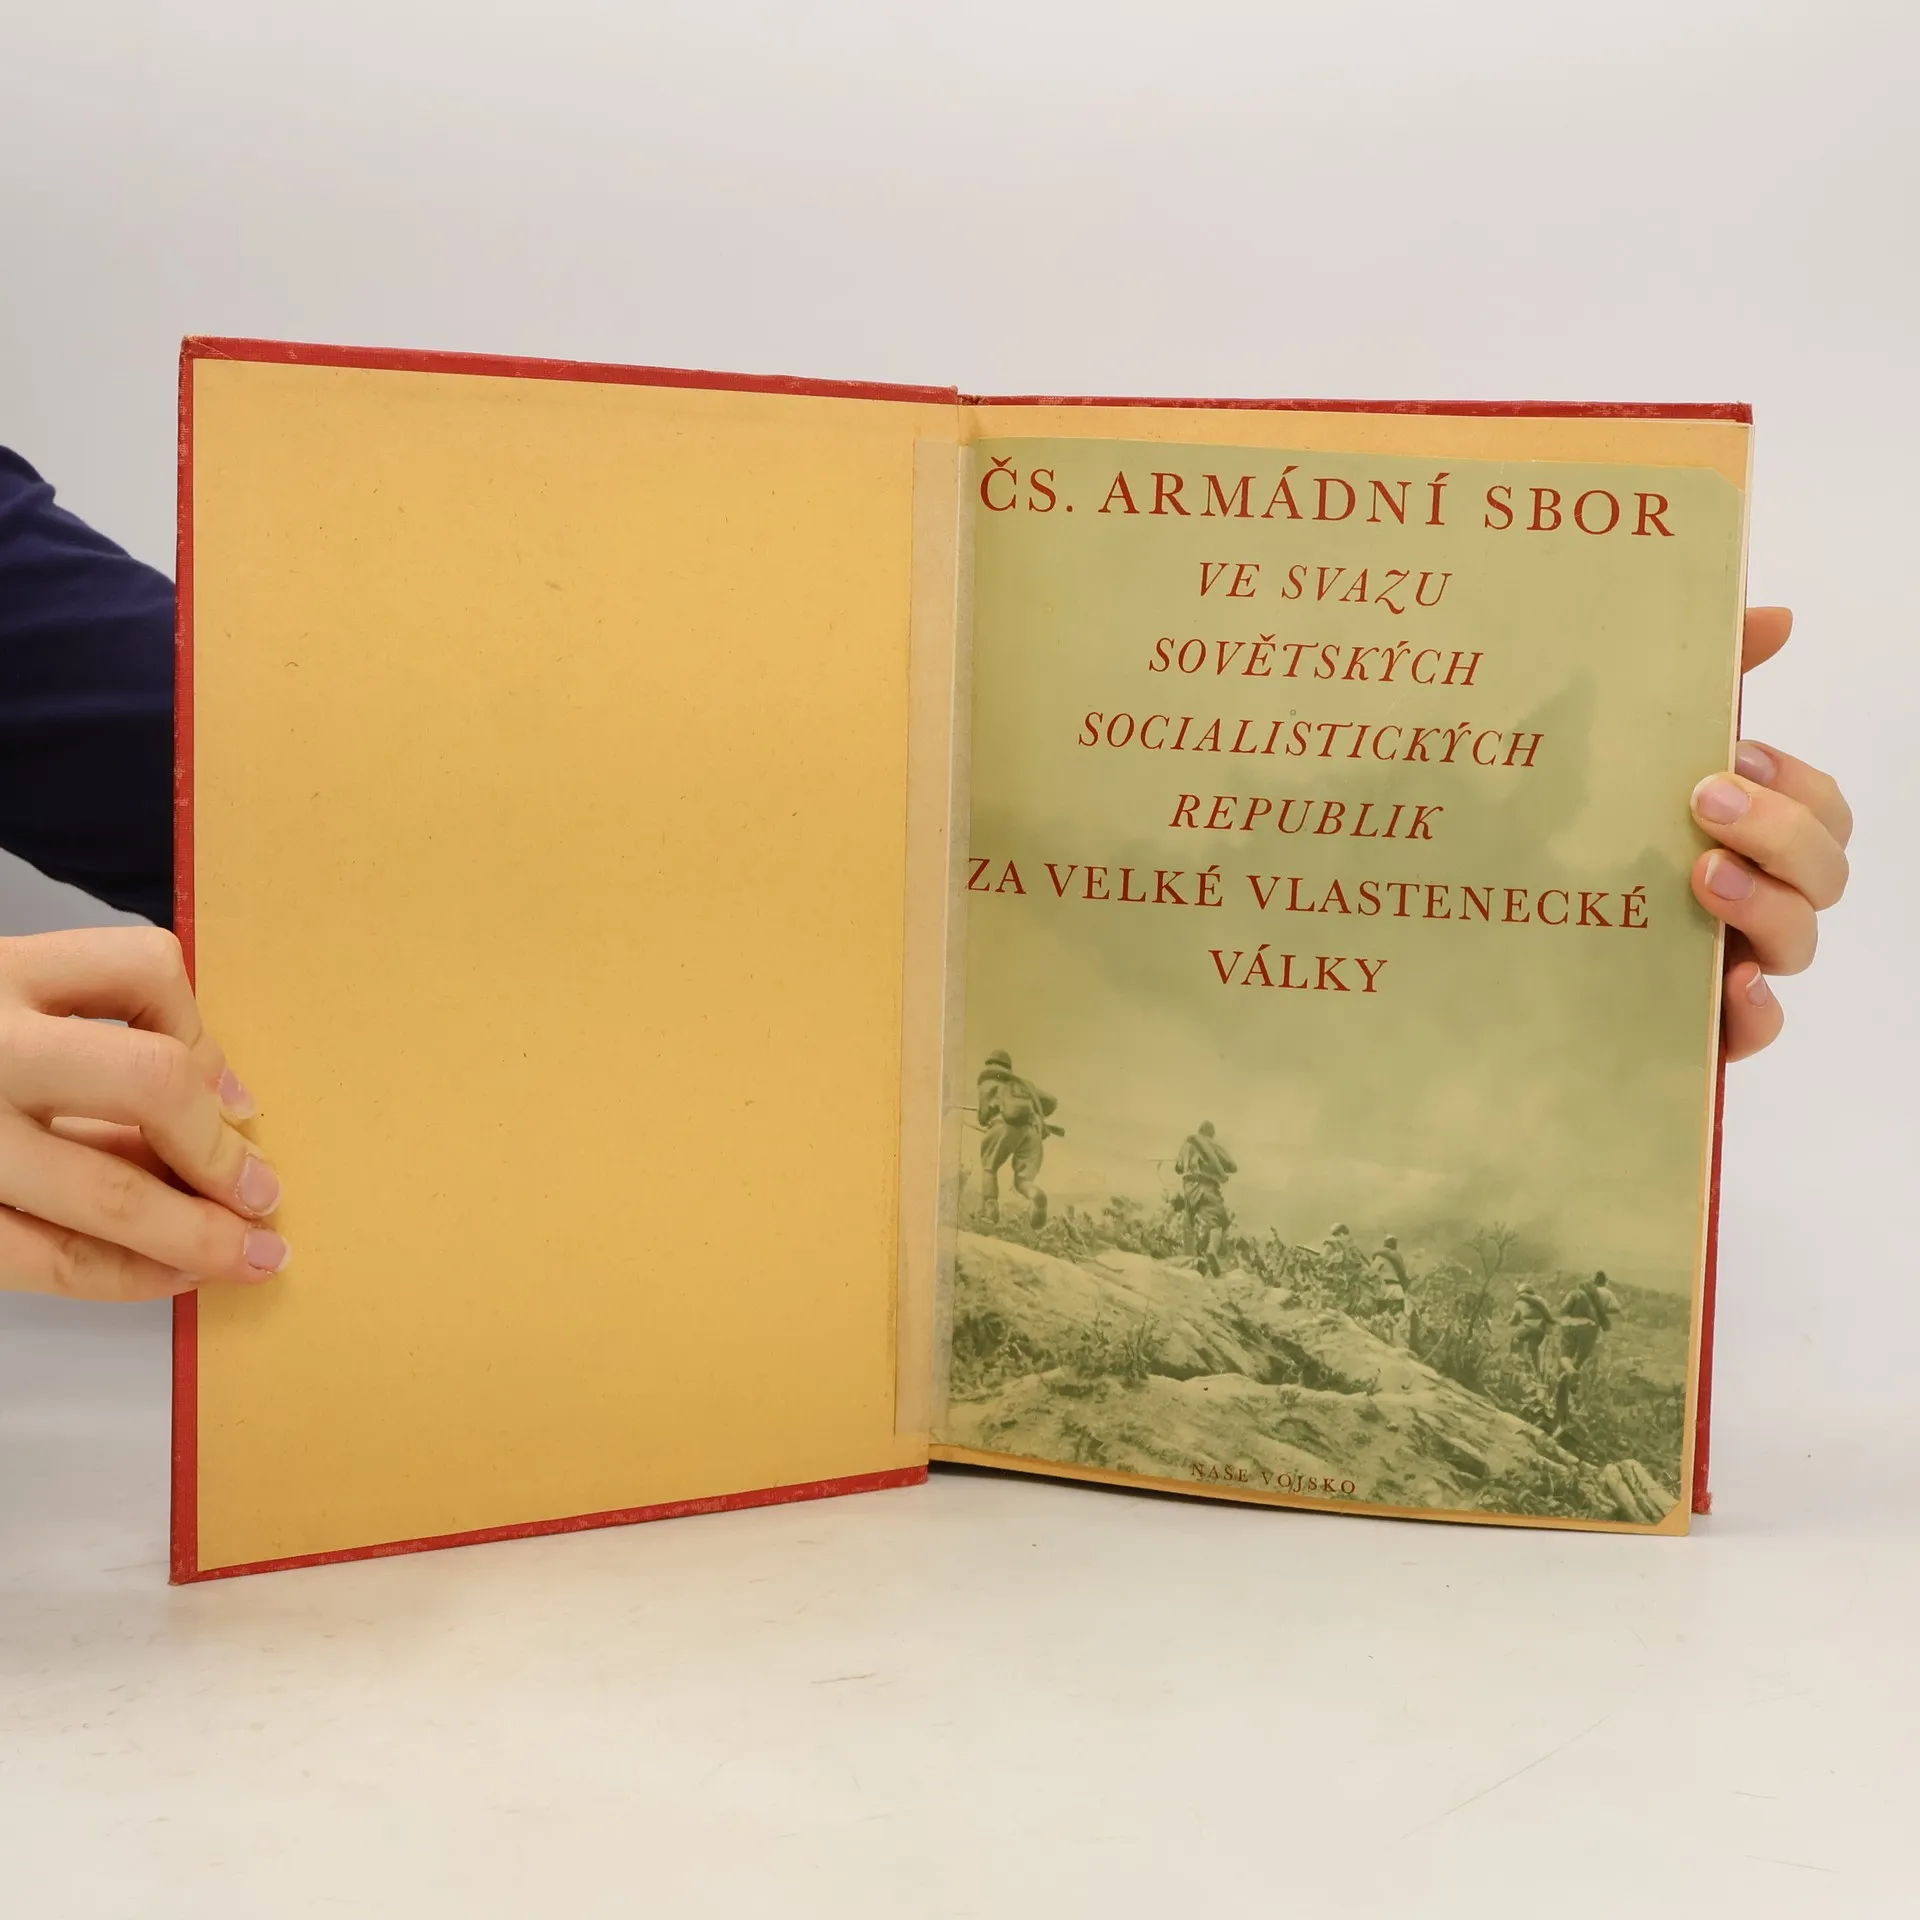 ČS. ARMÁDNÍ SBOR
VE SVAZU
SOVĚTSKÝCH
SOCIALISTICKÝCH
REPUBLIK
ZA VELKÉ VLASTENECKÉ
VÁLKY
NAŠE VOJSKO